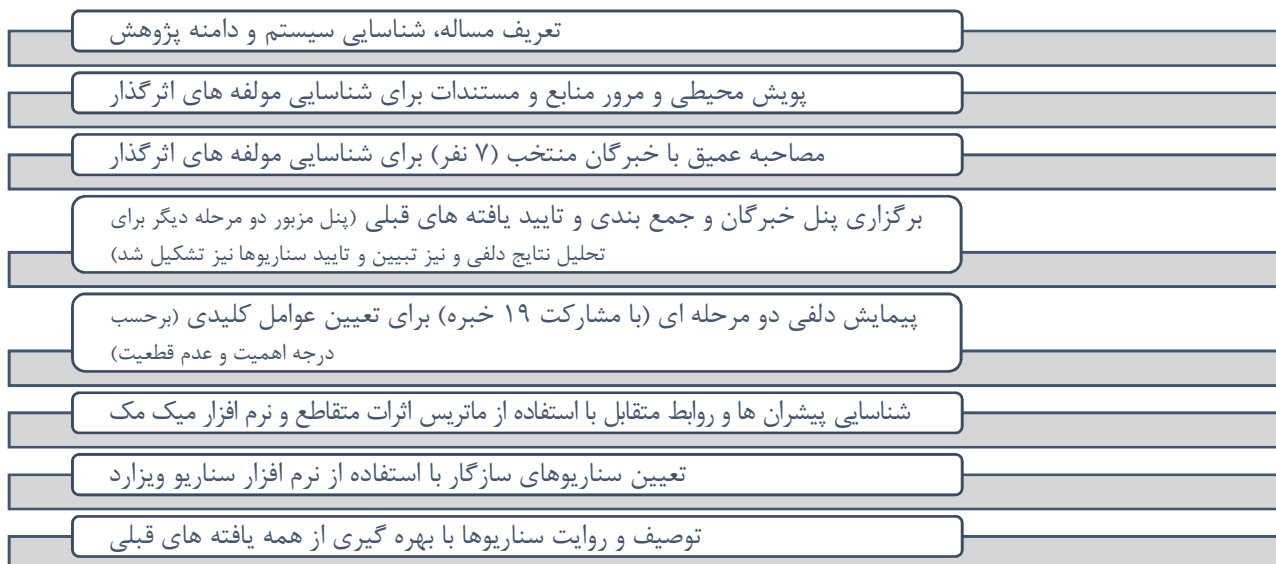 تعریف مساله، شناسایی سیستم و دامنه پژوهش
پویش محیطی و مرور منابع و مستندات برای شناسایی مولفه های اثرگذار
مصاحبه عمیق با خبرگان منتخب (۷ نفر) برای شناسایی مولفه های اثرگذار
برگزاری پنل خبرگان و جمع بندی و تایید یافته های قبلی (پنل مزبور دو مرحله دیگر برای
تحلیل نتایج دلفی و نیز تبیین و تایید سناریوها نیز تشکیل شد)
پیمایش دلفی دو مرحله ای (با مشارکت ۱۹ خبره) برای تعیین عوامل کلیدی (برحسب
درجه اهمیت و عدم قطعیت)
شناسایی پیشران ها و روابط متقابل با استفاده از ماتریس اثرات متقاطع و نرم افزار میک مک
تعیین سناریوهای سازگار با استفاده از نرم افزار سناریو ویزارد
توصیف و روایت سناریوها با بهره گیری از همه یافته های قبلی